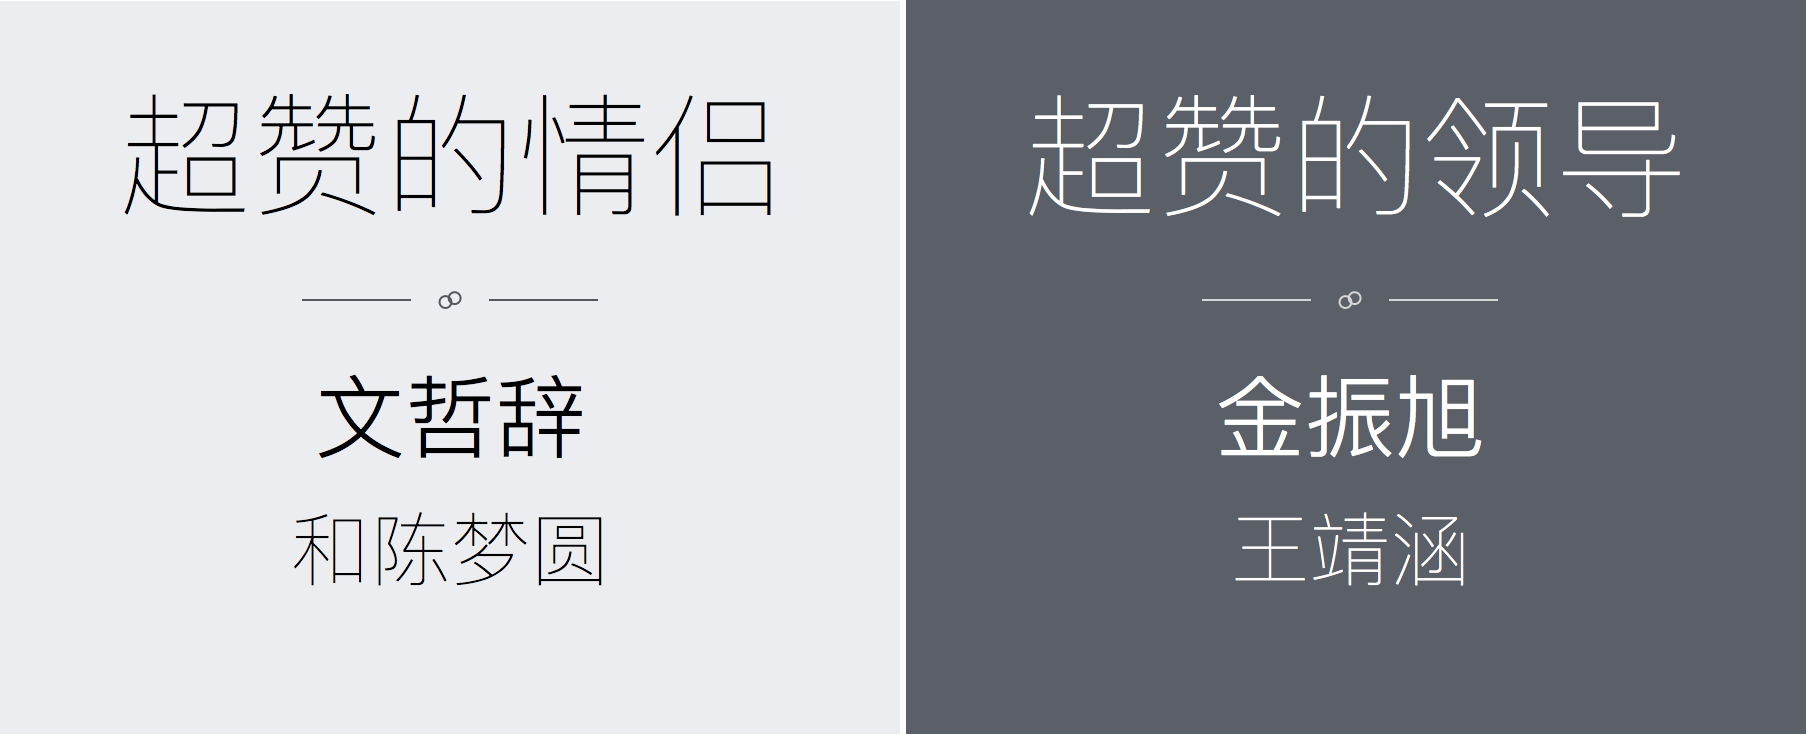 超赞的情侣
文哲辞
和陈梦圆
超赞的领导
金振旭
王靖涵